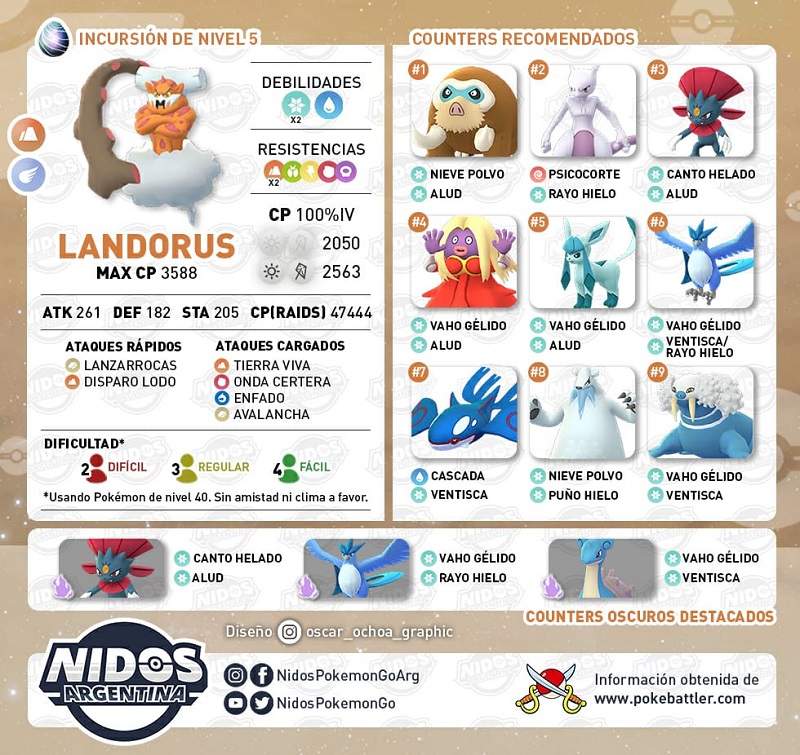 INCURSIÓN DE NIVEL 5
DEBILIDADES
X2
RESISTENCIAS
X2
CP 100%IV
2050
2563
LANDORUS
MAX CP 3588
ATK 261 DEF 182 STA 205 CP(RAIDS) 47444
ATAQUES RÁPIDOS
LANZARROCAS
DISPARO LODO
ATAQUES CARGADOS
TIERRA VIVA
ONDA CERTERA
ENFADO
AVALANCHA
DIFICULTAD*
2 DIFÍCIL 3 REGULAR 4 FÁCIL
*Usando Pokémon de nivel 40. Sin amistad ni clima a favor.
COUNTERS RECOMENDADOS
#1
NIEVE POLVO
ALUD
#2
PSICOCORTE
RAYO HIELO
#3
CANTO HELADO
ALUD
#4
VAHO GÉLIDO
ALUD
#5
VAHO GÉLIDO
ALUD
#6
VAHO GÉLIDO
VENTISCA/
RAYO HIELO
#7
CASCADA
VENTISCA
#8
NIEVE POLVO
PUÑO HIELO
#9
VAHO GÉLIDO
VENTISCA
CANTO HELADO
ALUD
VAHO GÉLIDO
RAYO HIELO
VAHO GÉLIDO
VENTISCA
COUNTERS OSCUROS DESTACADOS
Diseño oscar_ochoa_graphic
NIDOS
ARGENTINA
NidosPokemonGoArg
NidosPokemonGo
Información obtenida de
www.pokebattler.com